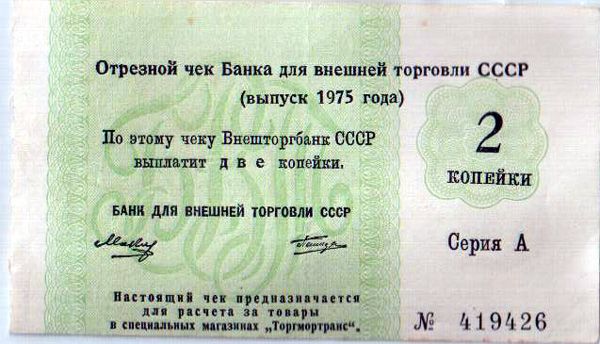 Отрезной чек Банка для внешней торговли СССР
(выпуск 1975 года)
По этому чеку Внешторгбанк СССР
выплатит две копейки.
2
КОПЕЙКИ
БАНК ДЛЯ ВНЕШНЕЙ ТОРГОВЛИ СССР
Серия А
Настоящий чек предназначается
для расчета за товары
в специальных магазинах „Торгмортранс“.
№ 419426